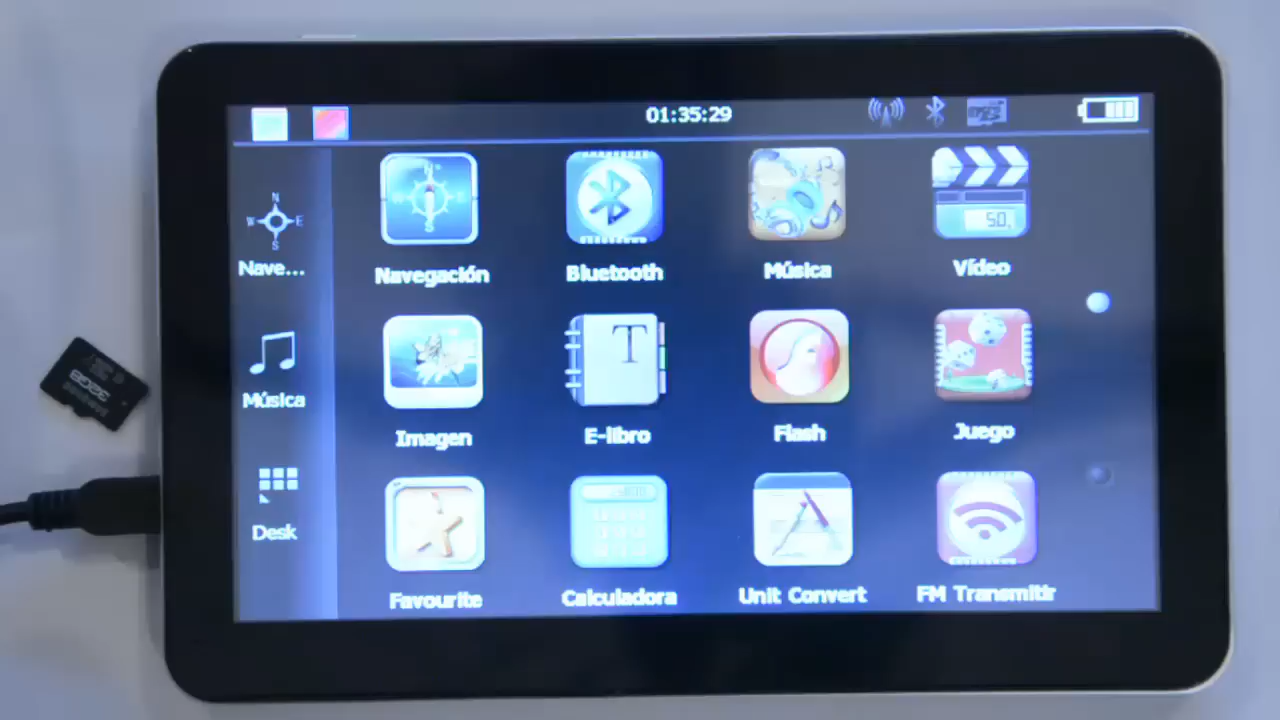 01:35:29
N
W E
S
Nave...
Música
Desk
Navegación
Bluetooth
Música
Vídeo
Imagen
E-libro
Flash
Juego
Favourite
Calculadora
Unit Convert
FM Transmitir
N
S
50
T
32GB